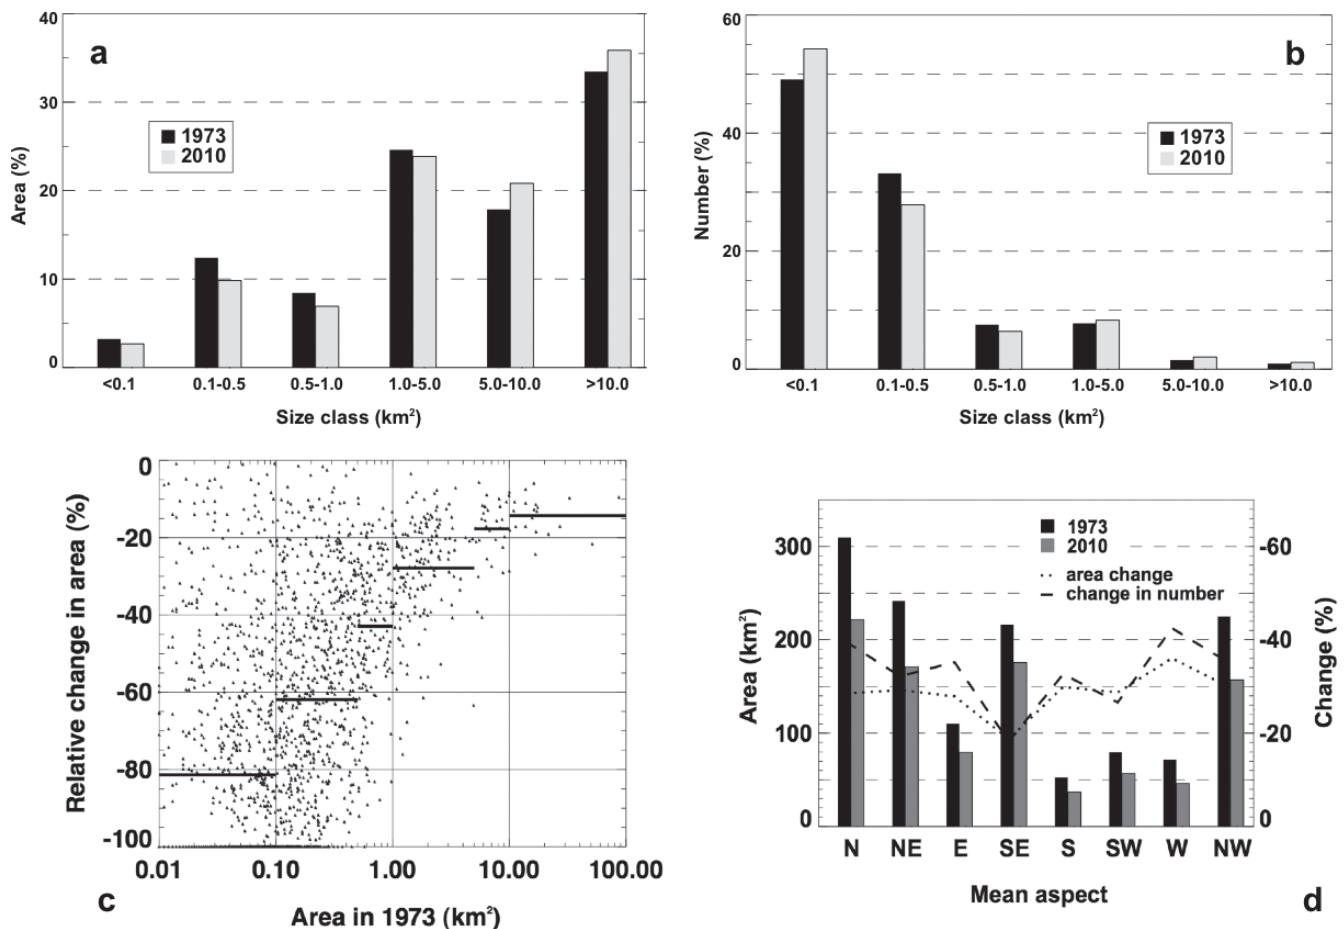 a
40
30
20
10
0
Area (%)
1973
2010
<0.1 0.1-0.5 0.5-1.0 1.0-5.0 5.0-10.0 >10.0
Size class (km²)
b
60
40
20
0
Number (%)
1973
2010
<0.1 0.1-0.5 0.5-1.0 1.0-5.0 5.0-10.0 >10.0
Size class (km²)
0
-20
-40
-60
-80
-100
Relative change in area (%)
0.01 0.10 1.00 10.00 100.00
c
Area in 1973 (km²)
1973
2010
area change
change in number
300
200
100
0
Area (km²)
-60
-40
-20
0
Change (%)
N NE E SE S SW W NW
Mean aspect
d